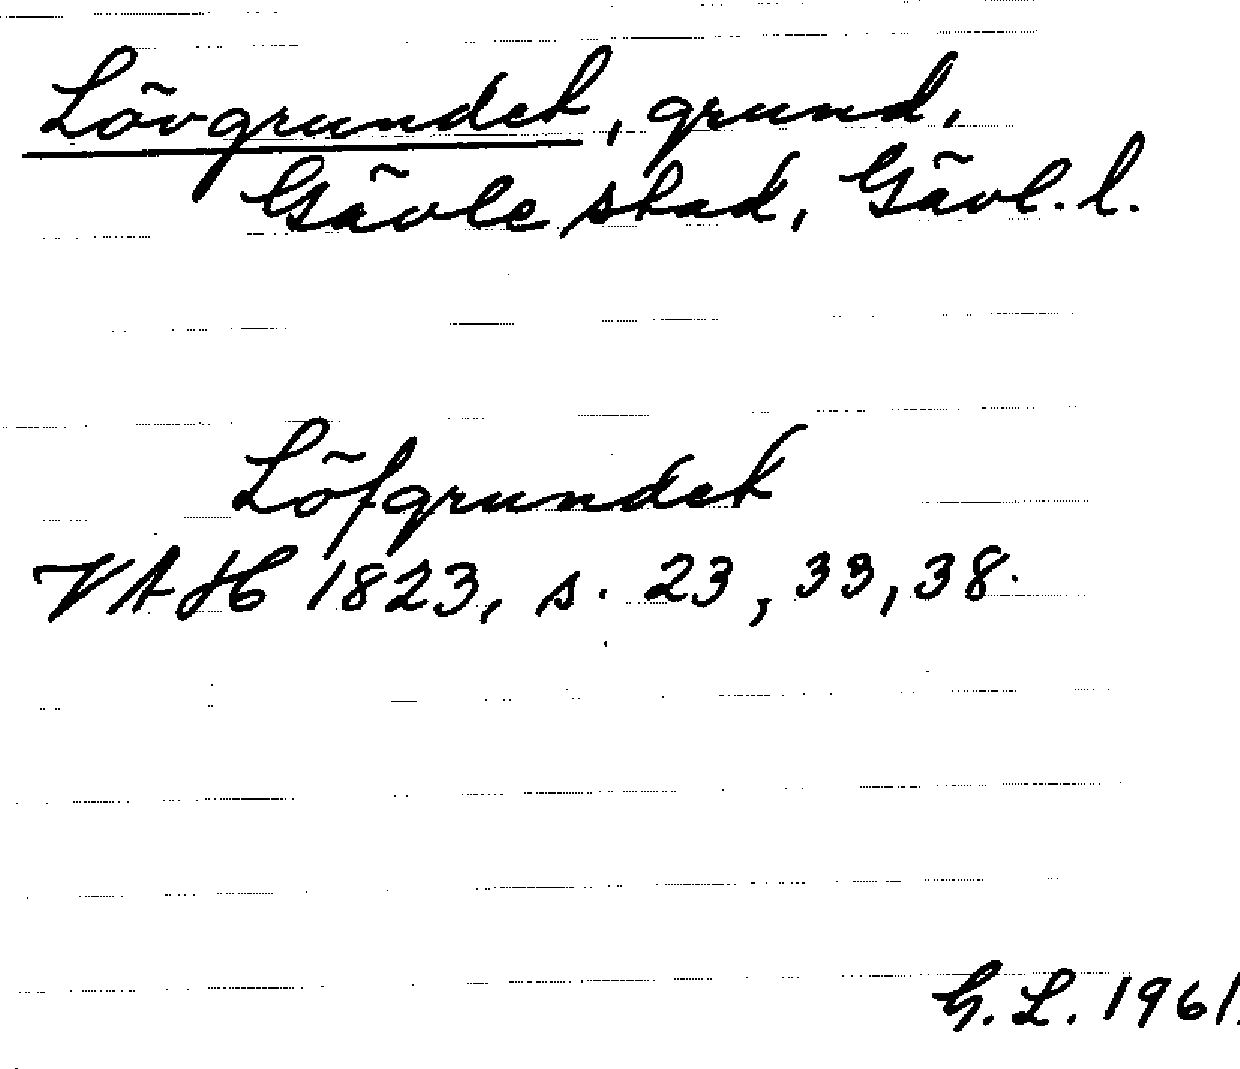 Lövgrundet, grund,
Gävle stad, Gävl. l.
Löfgrundet
VAH 1823, s. 23, 33, 38.
G. L. 1961.